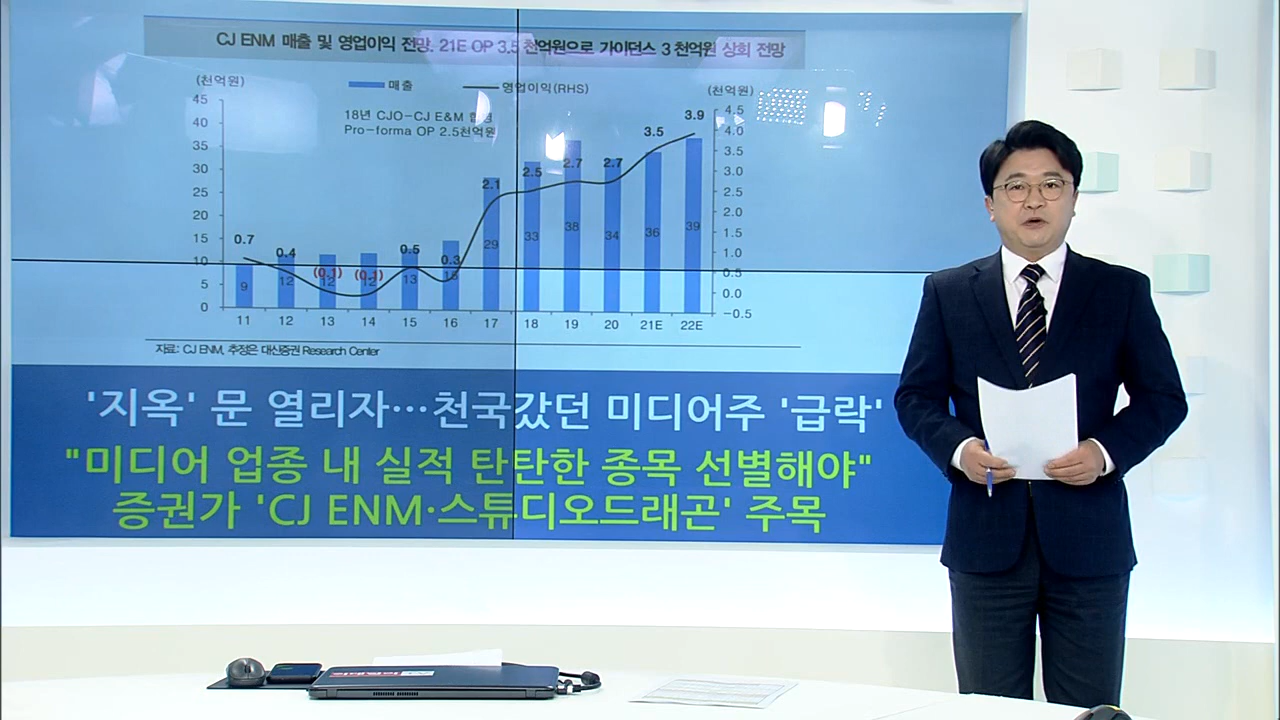 CJ ENM 매출 및 영업이익 전망. 21E OP 3.5천억원으로 가이던스 3천억원 상회 전망
(천억원) 매출 영업이익(RHS) (천억원)
18년 CJO-CJ E&M 합병
Pro-forma OP 2.5천억원
45
40
35
30
25
20
15
10
5
0
4.5
4.0
3.5
3.0
2.5
2.0
1.5
1.0
0.5
0.0
-0.5
0.7 0.4 (0.1) (0.1) 0.5 0.3 2.1 2.5 2.7 2.7 3.5 3.9
9 12 12 12 13 15 29 33 38 34 36 39
11 12 13 14 15 16 17 18 19 20 21E 22E
자료: CJ ENM, 추정은 대신증권 Research Center
'지옥' 문 열리자…천국갔던 미디어주 '급락'
"미디어 업종 내 실적 탄탄한 종목 선별해야"
증권가 'CJ ENM·스튜디오드래곤' 주목